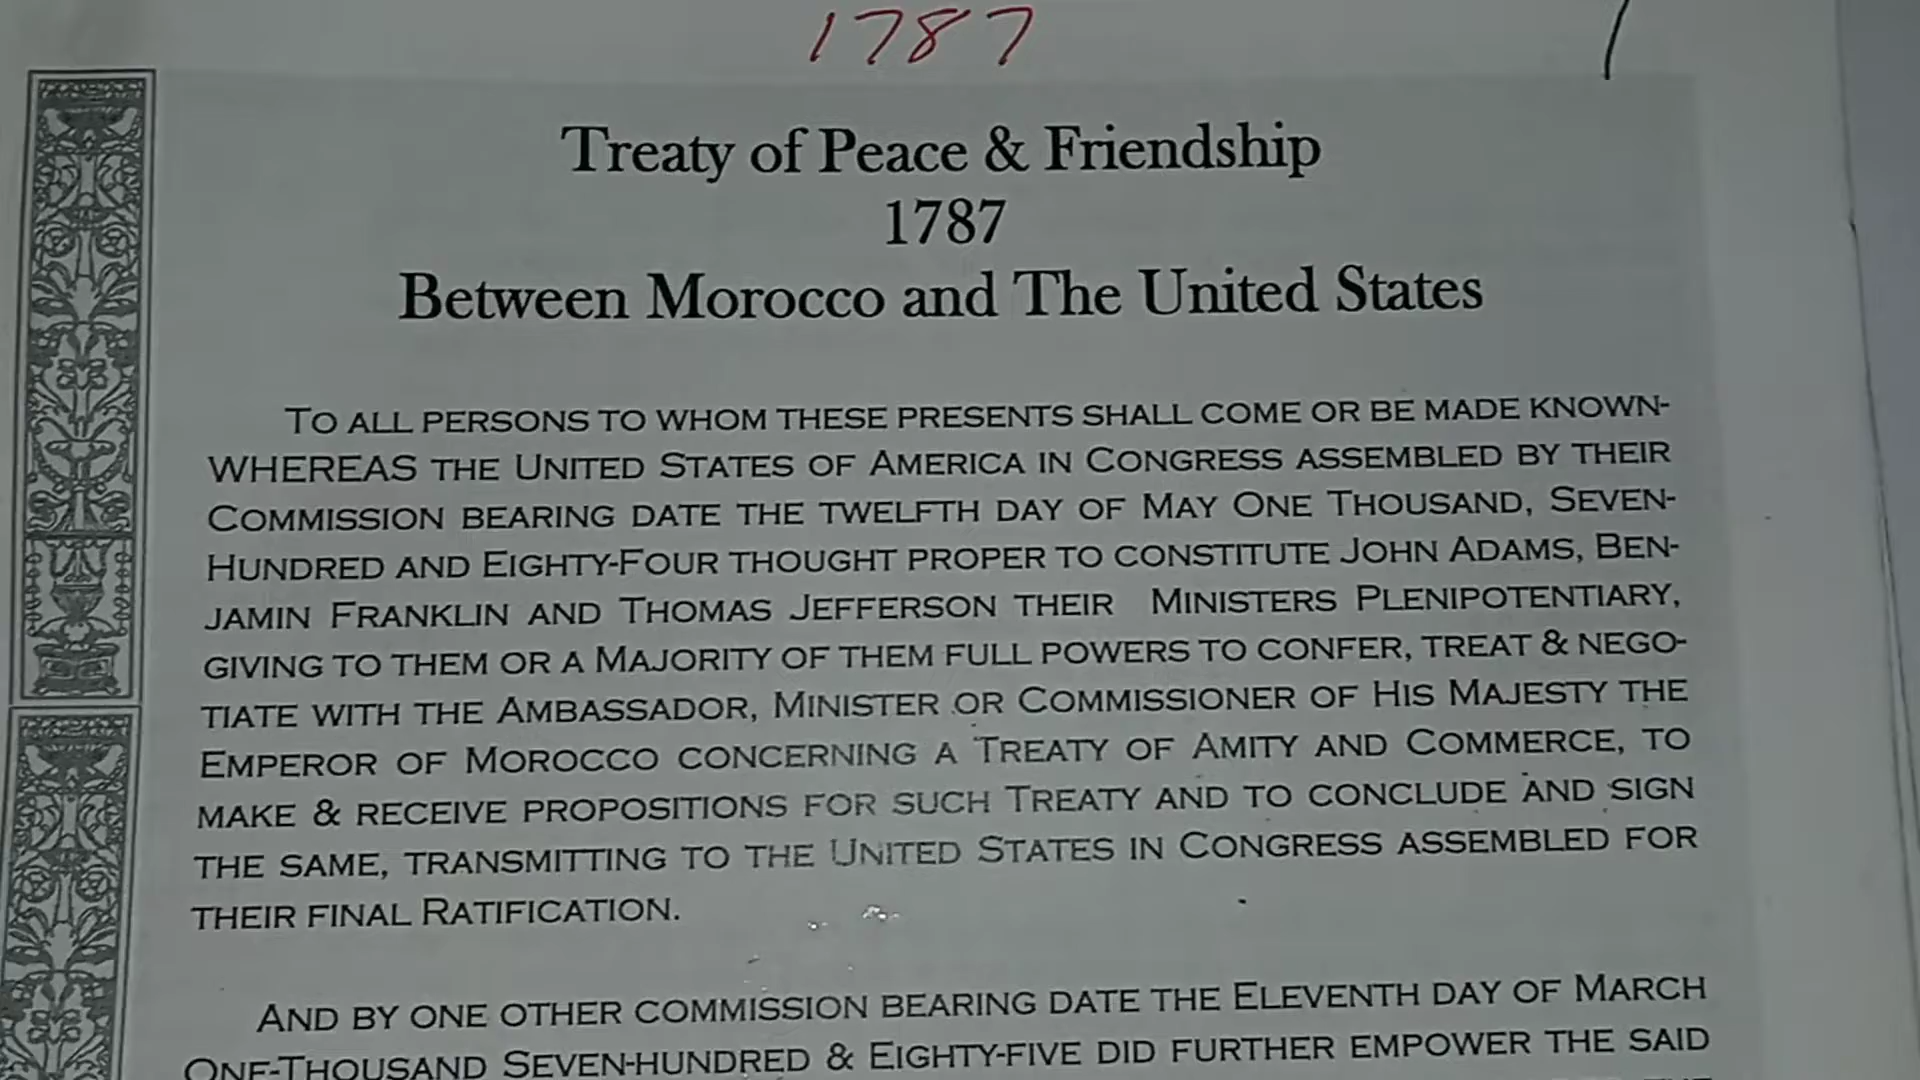 1787
Treaty of Peace & Friendship
1787
Between Morocco and The United States
TO ALL PERSONS TO WHOM THESE PRESENTS SHALL COME OR BE MADE KNOWN-
WHEREAS THE UNITED STATES OF AMERICA IN CONGRESS ASSEMBLED BY THEIR
COMMISSION BEARING DATE THE TWELFTH DAY OF MAY ONE THOUSAND, SEVEN-
HUNDRED AND EIGHTY-FOUR THOUGHT PROPER TO CONSTITUTE JOHN ADAMS, BEN-
JAMIN FRANKLIN AND THOMAS JEFFERSON THEIR MINISTERS PLENIPOTENTIARY,
GIVING TO THEM OR A MAJORITY OF THEM FULL POWERS TO CONFER, TREAT & NEGO-
TIATE WITH THE AMBASSADOR, MINISTER OR COMMISSIONER OF HIS MAJESTY THE
EMPEROR OF MOROCCO CONCERNING A TREATY OF AMITY AND COMMERCE, TO
MAKE & RECEIVE PROPOSITIONS FOR SUCH TREATY AND TO CONCLUDE AND SIGN
THE SAME, TRANSMITTING TO THE UNITED STATES IN CONGRESS ASSEMBLED FOR
THEIR FINAL RATIFICATION.
AND BY ONE OTHER COMMISSION BEARING DATE THE ELEVENTH DAY OF MARCH
ONE-THOUSAND SEVEN-HUNDRED & EIGHTY-FIVE DID FURTHER EMPOWER THE SAID